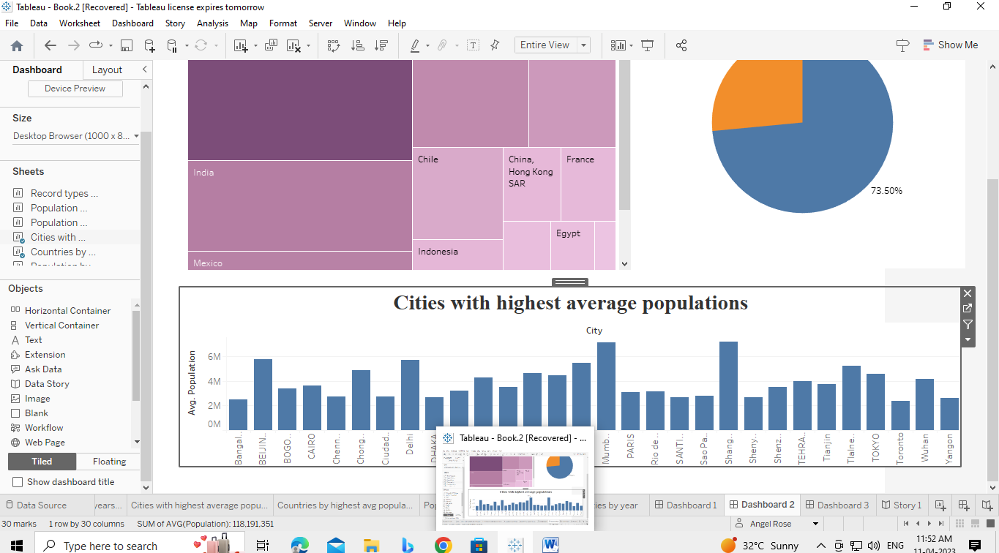 Tableau - Book.2 [Recovered] - Tableau license expires tomorrow
File Data Worksheet Dashboard Story Analysis Map Format Server Window Help
Entire View
Show Me
Dashboard Layout
Device Preview
Size
Desktop Browser (1000 x 8...
Sheets
Record types ...
Population ...
Population ...
Cities with ...
Countries by ...
Objects
Horizontal Container
Vertical Container
Text
Extension
Ask Data
Data Story
Image
Blank
Workflow
Web Page
Tiled Floating
Show dashboard title
India
Mexico
Chile
Indonesia
China,
Hong Kong
SAR
France
Egypt
73.50%
Cities with highest average populations
City
Avg. Population
6M
4M
2M
0M
Bangal..
BEIJIN..
BOGO..
CAIRO
Chenn..
Chong..
Ciudad..
Delhi
DHAKA
Mumb..
PARIS
Rio de ..
SANTI..
Sao Pa..
Shang..
Sheny..
Shenz..
TEHRA..
Tianjin
Tlalne..
TOKYO
Toronto
Wuhan
Yangon
Tableau - Book.2 [Recovered] - ...
Cities with highest average populations
Data Source years... Cities with highest average popu... Countries by highest avg popula... Pop ies by year Dashboard 1 Dashboard 2 Dashboard 3 Story 1
30 marks 1 row by 30 columns SUM of AVG(Population): 118,191,351 Angel Rose
Type here to search 32°C Sunny ENG 11:52 AM
11-04-2023